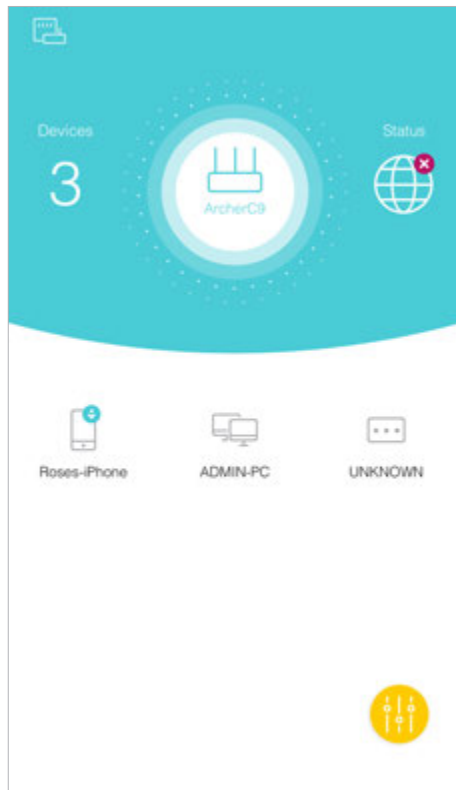 Devices
Status
3
ArcherC9
Roses-iPhone
ADMIN-PC
UNKNOWN